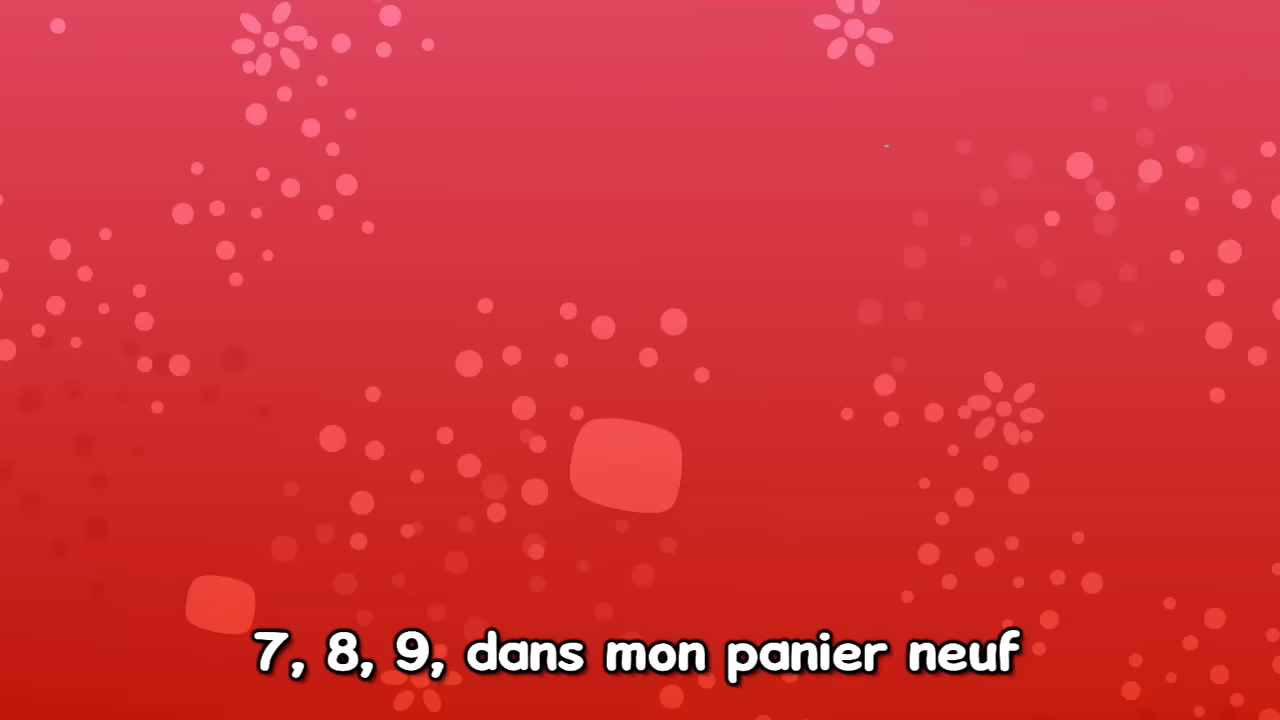 7, 8, 9, dans mon panier neuf